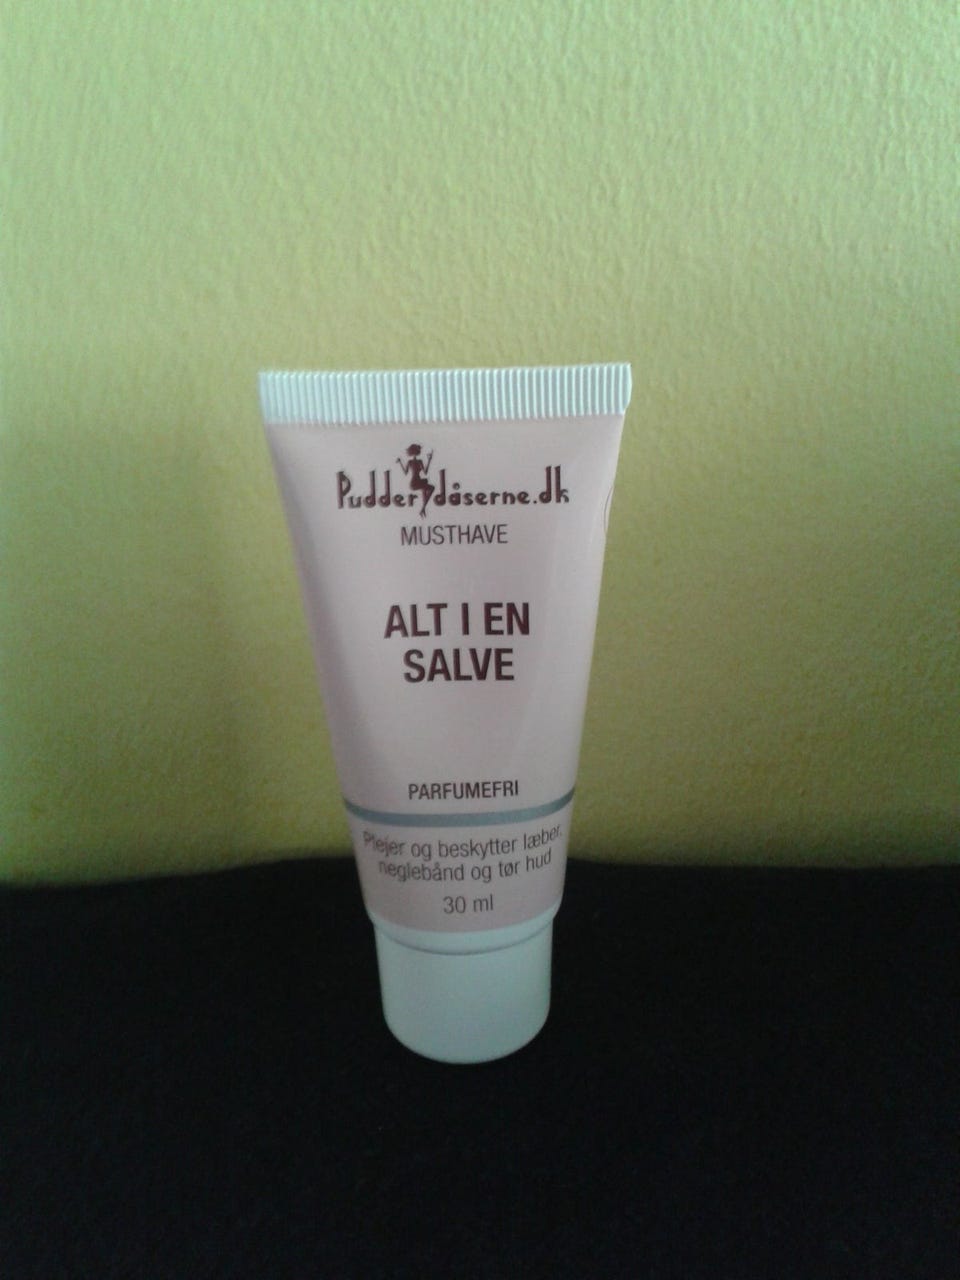 Pudderdåserne.dk
MUSTHAVE
ALT I EN
SALVE
PARFUMEFRI
Plejer og beskytter læber,
neglebånd og tør hud
30 ml